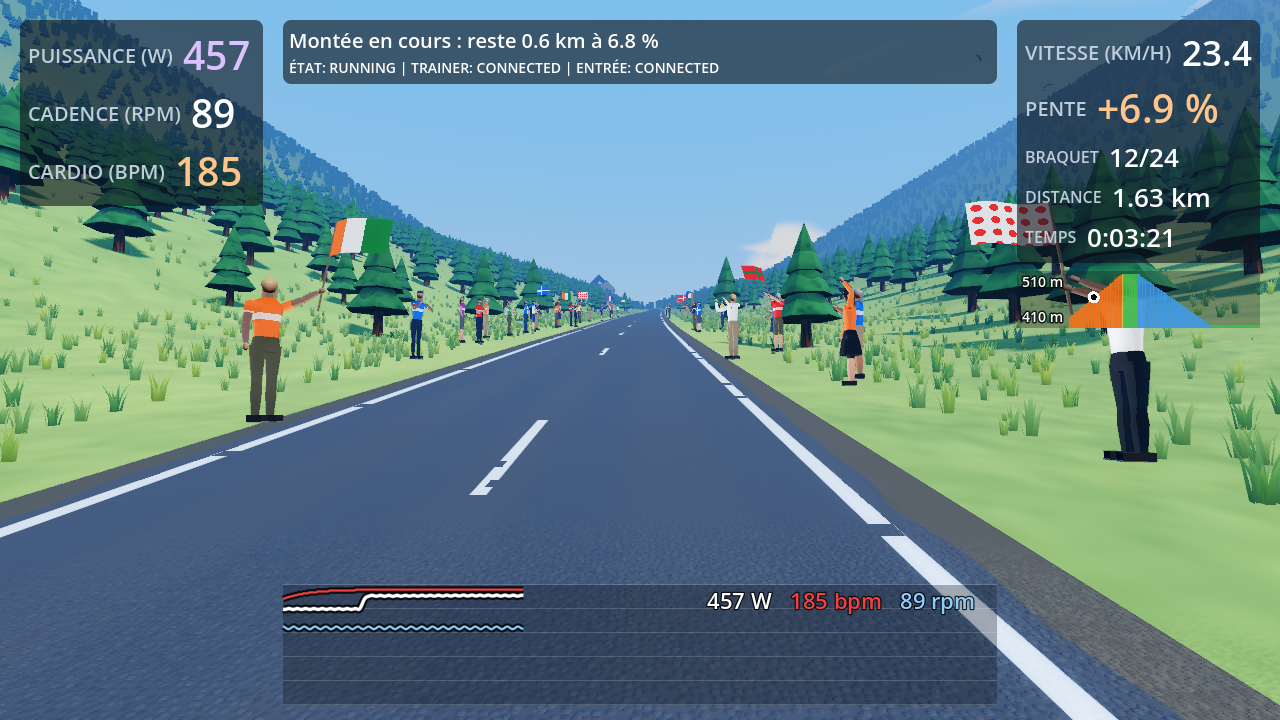 PUISSANCE (W) 457
CADENCE (RPM) 89
CARDIO (BPM) 185
Montée en cours : reste 0.6 km à 6.8 %
ÉTAT: RUNNING | TRAINER: CONNECTED | ENTRÉE: CONNECTED
VITESSE (KM/H) 23.4
PENTE +6.9 %
BRAQUET 12/24
DISTANCE 1.63 km
TEMPS 0:03:21
510 m
410 m
457 W 185 bpm 89 rpm